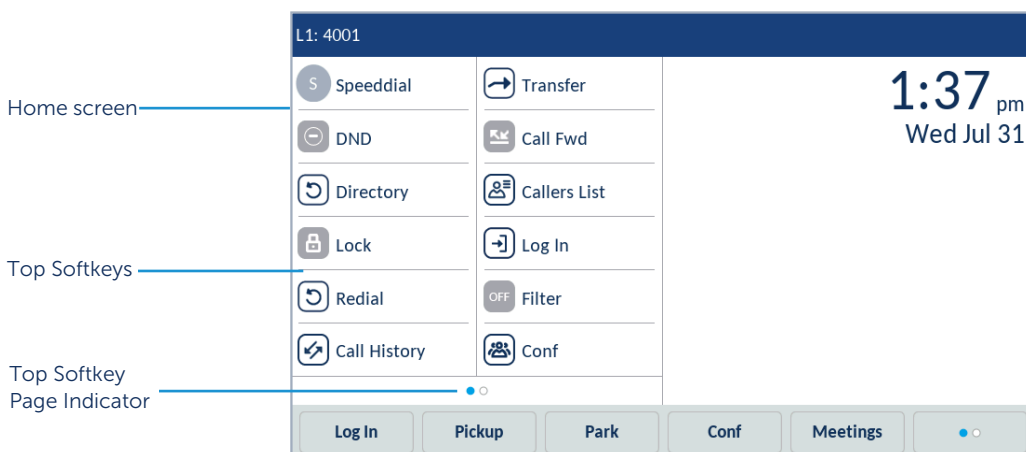 L1: 4001
Home screen
Top Softkeys
Top Softkey
Page Indicator
S Speeddial
Transfer
DND
Call Fwd
Directory
Callers List
Lock
Log In
Redial
OFF Filter
Call History
Conf
1:37 pm
Wed Jul 31
Log In
Pickup
Park
Conf
Meetings